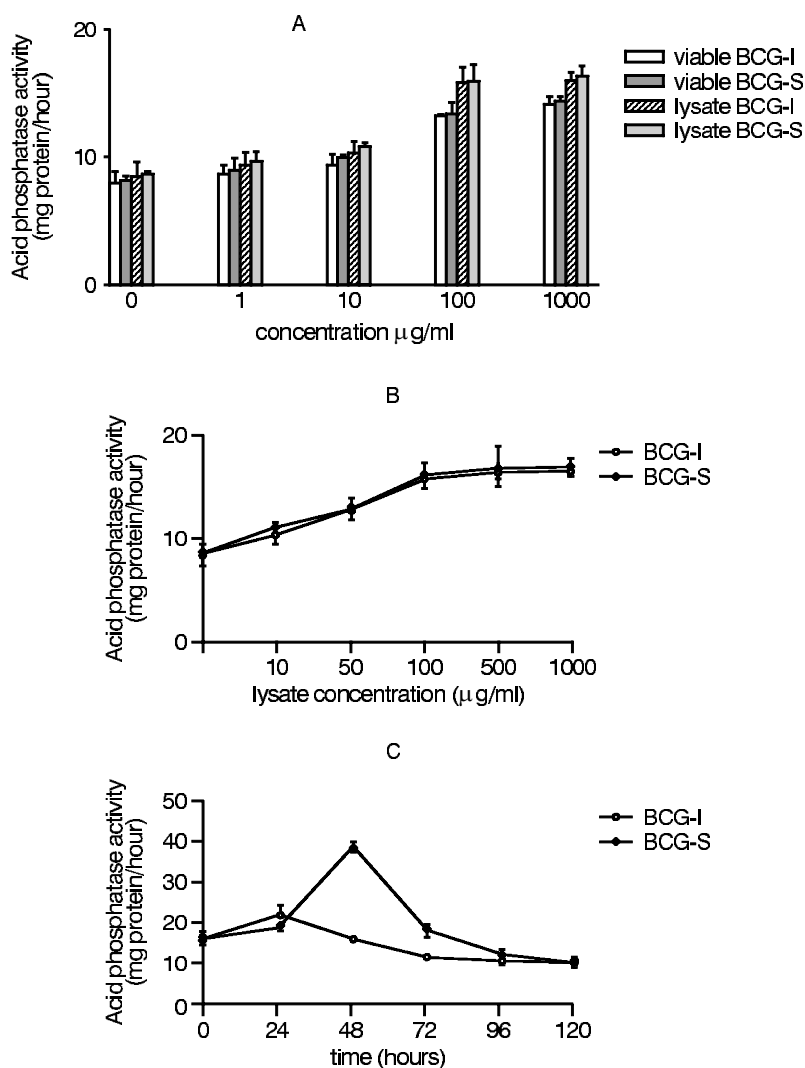 A
Acid phosphatase activity
(mg protein/hour)
20
10
0
0 1 10 100 1000
concentration μg/ml
viable BCG-I
viable BCG-S
lysate BCG-I
lysate BCG-S
B
Acid phosphatase activity
(mg protein/hour)
20
10
0
10 50 100 500 1000
lysate concentration (μg/ml)
BCG-I
BCG-S
C
Acid phosphatase activity
(mg protein/hour)
50
40
30
20
10
0
0 24 48 72 96 120
time (hours)
BCG-I
BCG-S